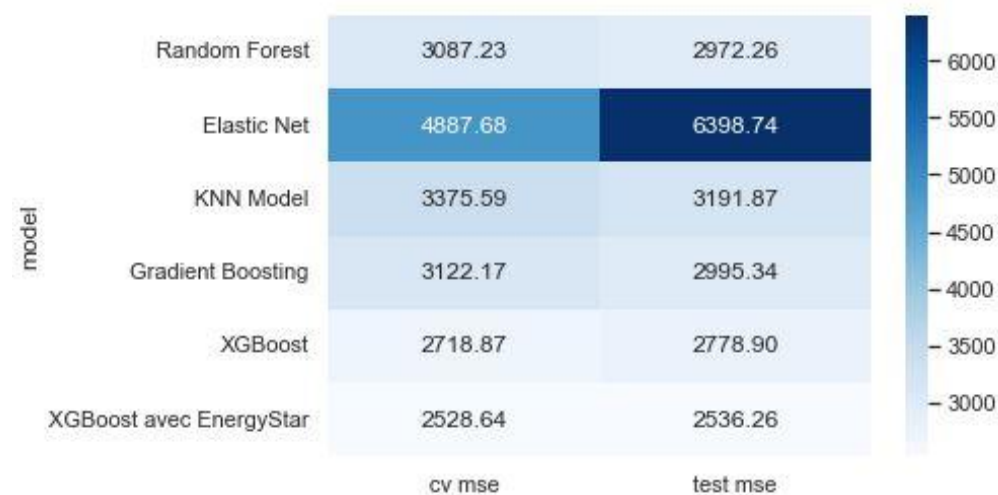 Random Forest 3087.23 2972.26
Elastic Net 4887.68 6398.74
KNN Model 3375.59 3191.87
Gradient Boosting 3122.17 2995.34
XGBoost 2718.87 2778.90
XGBoost avec EnergyStar 2528.64 2536.26
cv mse test mse
model
6000
5500
5000
4500
4000
3500
3000